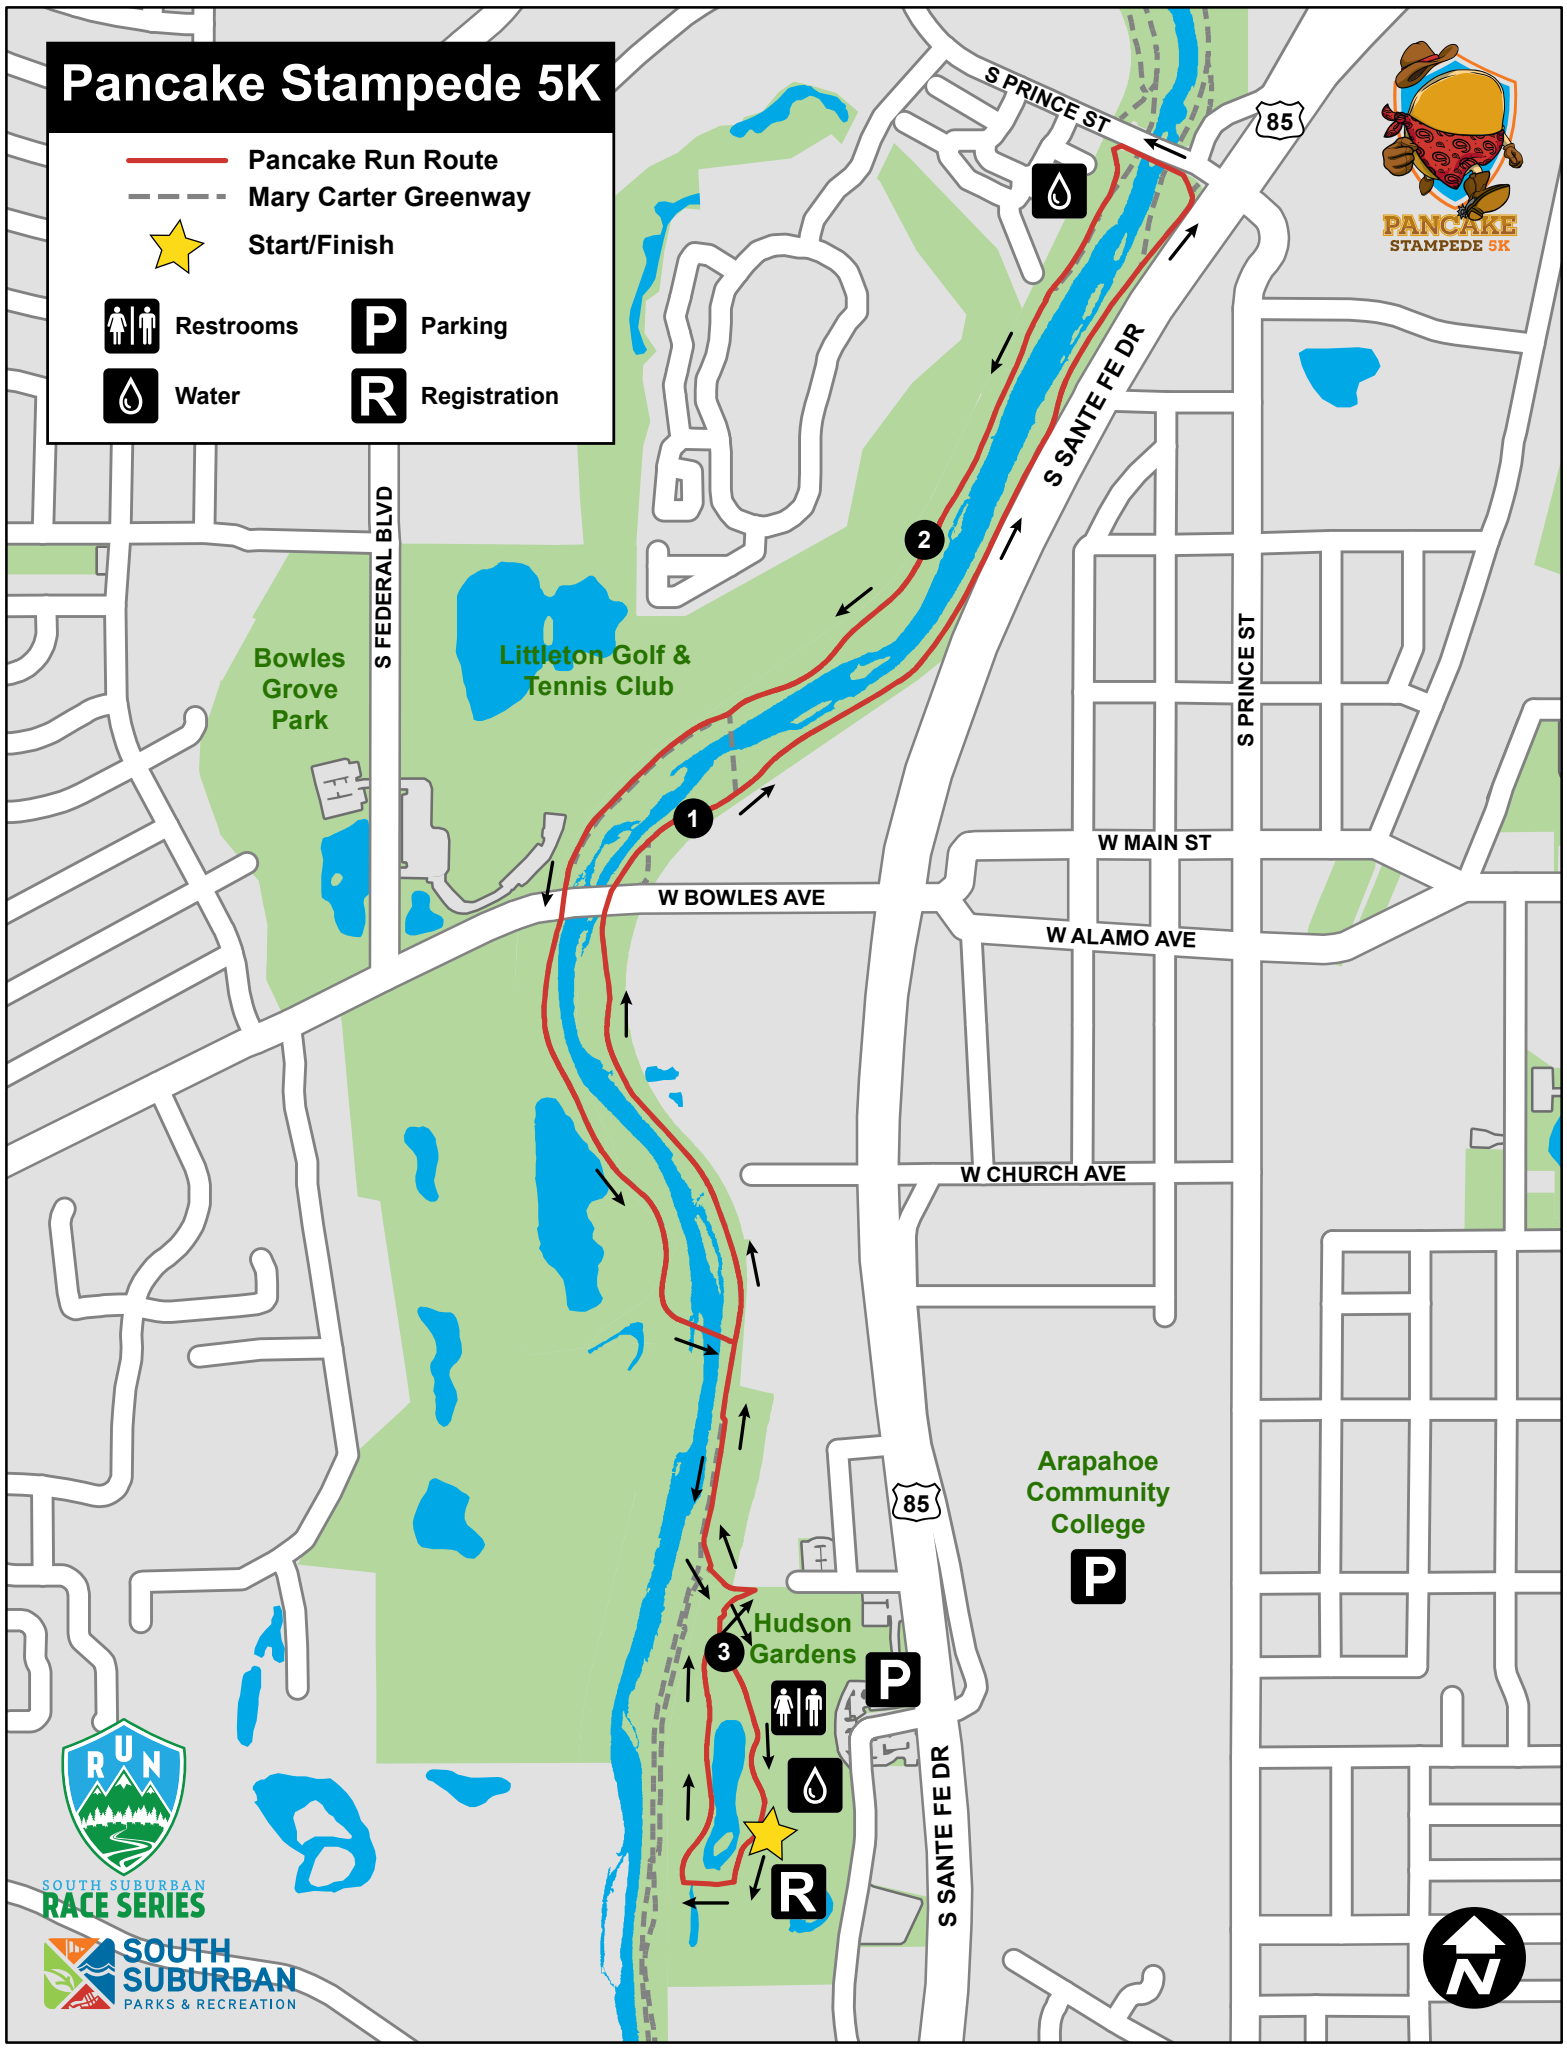 Pancake Stampede 5K
Pancake Run Route
Mary Carter Greenway
Start/Finish
Restrooms
P
Parking
Water
R
Registration
S PRINCE ST
85
PANCAKE
STAMPEDE 5K
S SANTE FE DR
S FEDERAL BLVD
2
Bowles
Grove
Park
Littleton Golf &
Tennis Club
S PRINCE ST
1
W MAIN ST
W BOWLES AVE
W ALAMO AVE
W CHURCH AVE
Arapahoe
Community
College
P
85
Hudson
Gardens
3
P
R
S SANTE FE DR
RUN
SOUTH SUBURBAN
RACE SERIES
SOUTH
SUBURBAN
PARKS & RECREATION
N